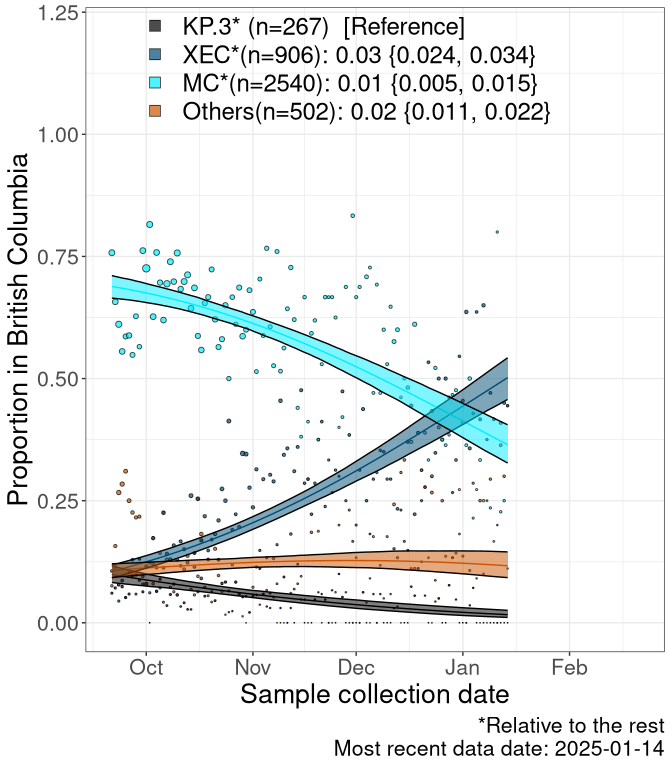 KP.3* (n=267)  [Reference]
XEC*(n=906): 0.03 {0.024, 0.034}
MC*(n=2540): 0.01 {0.005, 0.015}
Others(n=502): 0.02 {0.011, 0.022}
Proportion in British Columbia
1.25
1.00
0.75
0.50
0.25
0.00
Oct Nov Dec Jan Feb
Sample collection date
*Relative to the rest
Most recent data date: 2025-01-14